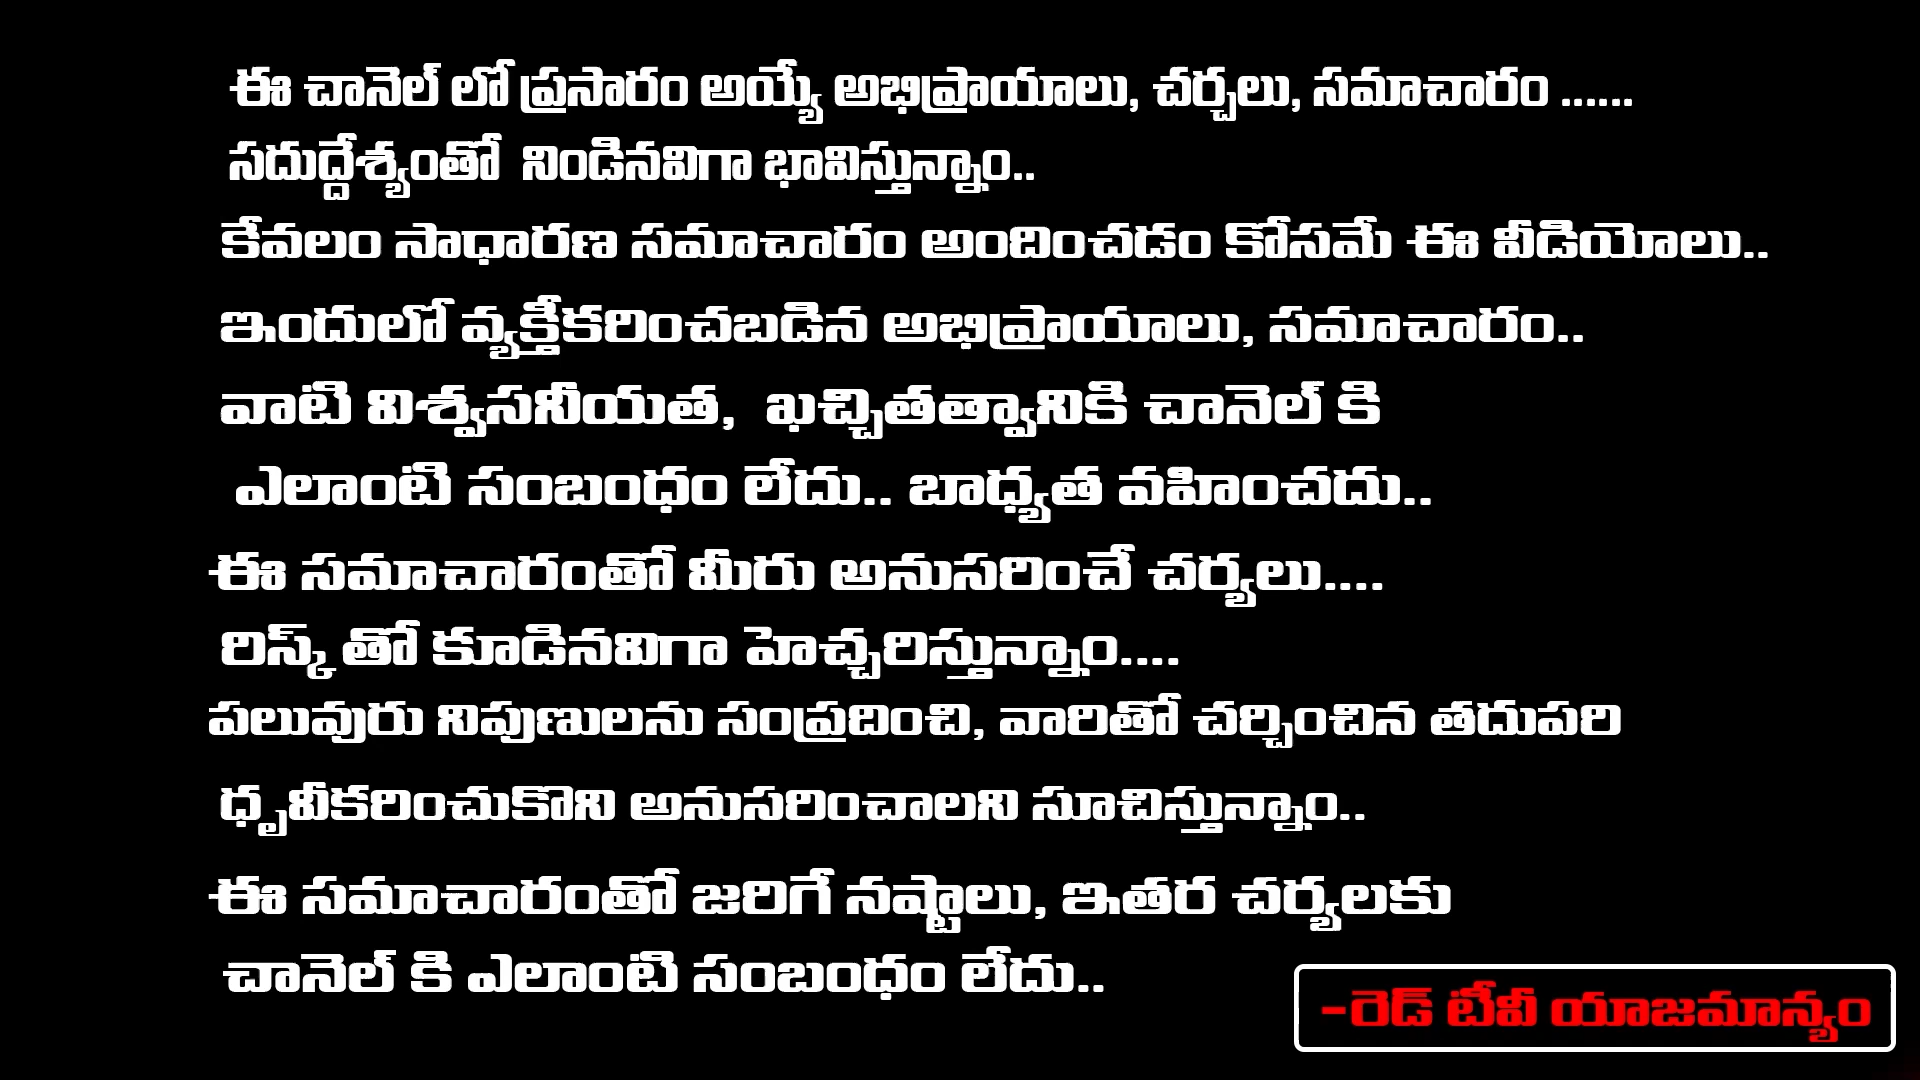 ఈ చానెల్ లో ప్రసారం అయ్యే అభిప్రాయాలు, చర్చలు, సమాచారం ......
సదుద్దేశ్యంతో నిండినవిగా భావిస్తున్నాం..
కేవలం సాధారణ సమాచారం అందించడం కోసమే ఈ వీడియోలు..
ఇందులో వ్యక్తీకరించబడిన అభిప్రాయాలు, సమాచారం..
వాటి విశ్వసనీయత, ఖచ్చితత్వానికి చానెల్ కి
ఎలాంటి సంబంధం లేదు.. బాధ్యత వహించదు..
ఈ సమాచారంతో మీరు అనుసరించే చర్యలు....
రిస్క్ తో కూడినవిగా హెచ్చరిస్తున్నాం....
పలువురు నిపుణులను సంప్రదించి, వారితో చర్చించిన తదుపరి
ధృవీకరించుకొని అనుసరించాలని సూచిస్తున్నాం..
ఈ సమాచారంతో జరిగే నష్టాలు, ఇతర చర్యలకు
చానెల్ కి ఎలాంటి సంబంధం లేదు..
-రెడ్ టీవీ యాజమాన్యం